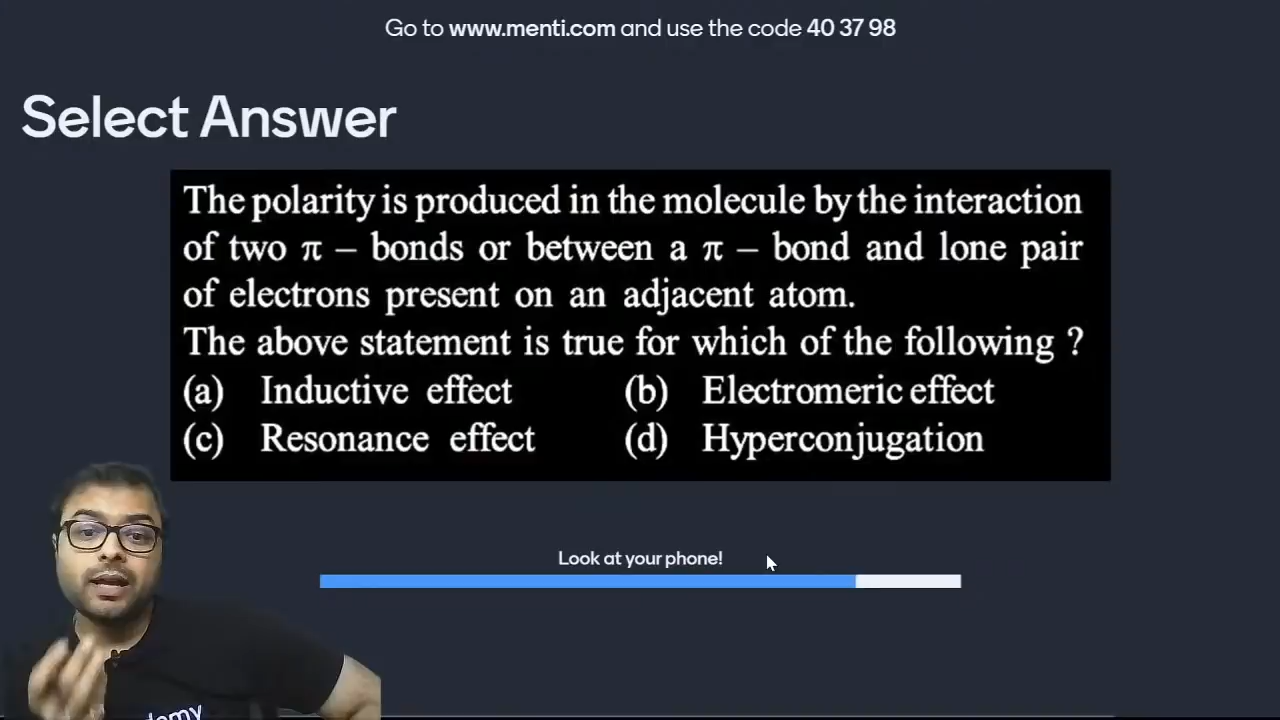 Go to www.menti.com and use the code 40 37 98
Select Answer
The polarity is produced in the molecule by the interaction
of two π – bonds or between a π – bond and lone pair
of electrons present on an adjacent atom.
The above statement is true for which of the following ?
(a) Inductive effect (b) Electromeric effect
(c) Resonance effect (d) Hyperconjugation
Look at your phone!